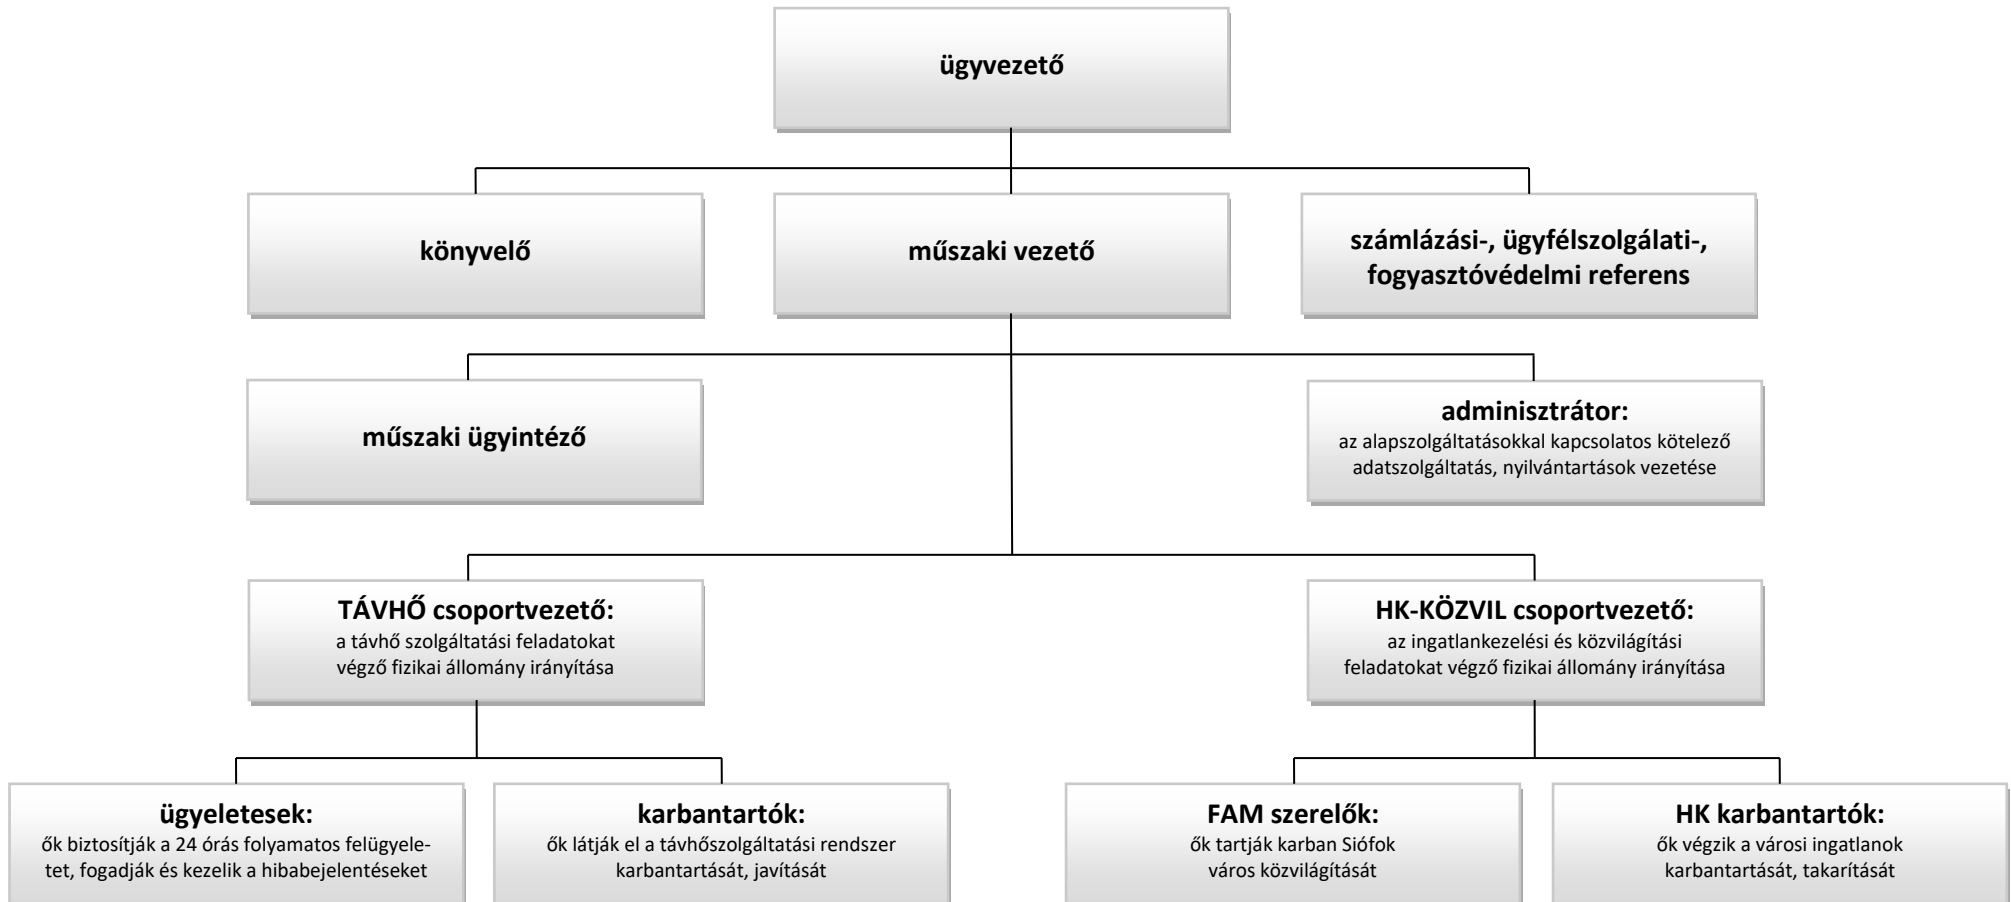 ügyvezető
könyvelő
műszaki vezető
számlázási-, ügyfélszolgálati-,
fogyasztóvédelmi referens
műszaki ügyintéző
adminisztrátor:
az alapszolgáltatásokkal kapcsolatos kötelező
adatszolgáltatás, nyilvántartások vezetése
TÁVHŐ csoportvezető:
a távhő szolgáltatási feladatokat
végző fizikai állomány irányítása
HK-KÖZVIL csoportvezető:
az ingatlankezelési és közvilágítási
feladatokat végző fizikai állomány irányítása
ügyeletesek:
ők biztosítják a 24 órás folyamatos felügyele-
tet, fogadják és kezelik a hibabejelentéseket
karbantartók:
ők látják el a távhőszolgáltatási rendszer
karbantartását, javítását
FAM szerelők:
ők tartják karban Siófok
város közvilágítását
HK karbantartók:
ők végzik a városi ingatlanok
karbantartását, takarítását